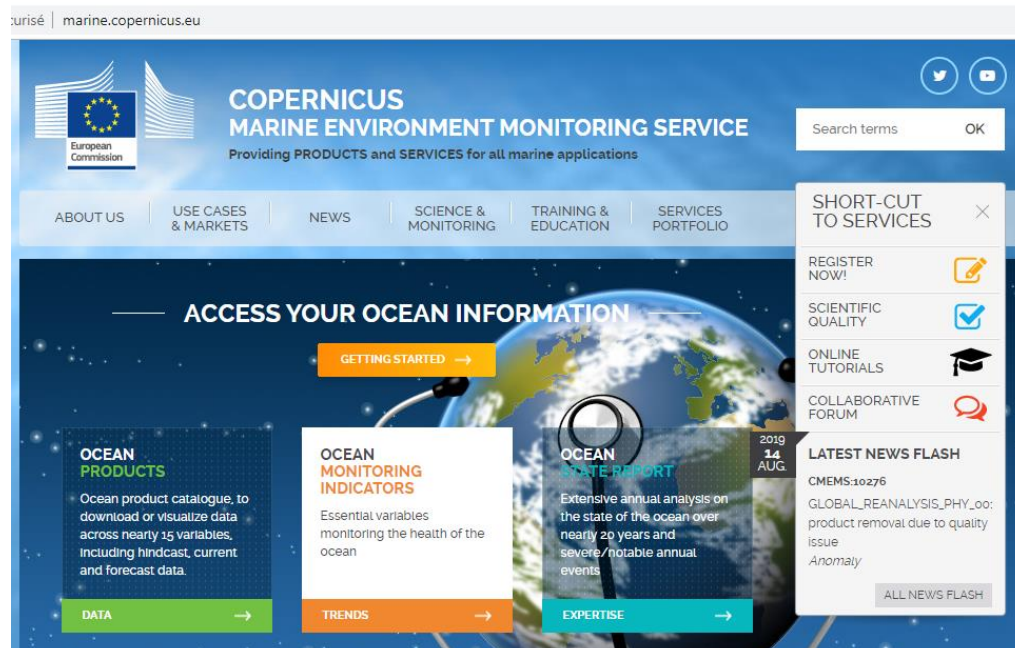 curisé | marine.copernicus.eu
European
Commission
COPERNICUS
MARINE ENVIRONMENT MONITORING SERVICE
Providing PRODUCTS and SERVICES for all marine applications
Search terms OK
ABOUT US
USE CASES
& MARKETS
NEWS
SCIENCE &
MONITORING
TRAINING &
EDUCATION
SERVICES
PORTFOLIO
SHORT-CUT
TO SERVICES
REGISTER
NOW!
SCIENTIFIC
QUALITY
ONLINE
TUTORIALS
COLLABORATIVE
FORUM
ACCESS YOUR OCEAN INFORMATION
GETTING STARTED →
OCEAN
PRODUCTS
Ocean product catalogue, to
download or visualize data
across nearly 15 variables,
including hindcast, current
and forecast data.
DATA →
OCEAN
MONITORING
INDICATORS
Essential variables
monitoring the health of the
ocean
TRENDS →
OCEAN
STATE REPORT
Extensive annual analysis on
the state of the ocean over
nearly 20 years and
severe/notable annual
events
EXPERTISE →
2019
14
AUG.
LATEST NEWS FLASH
CMEMS:10276
GLOBAL_REANALYSIS_PHY_00:
product removal due to quality
issue
Anomaly
ALL NEWS FLASH